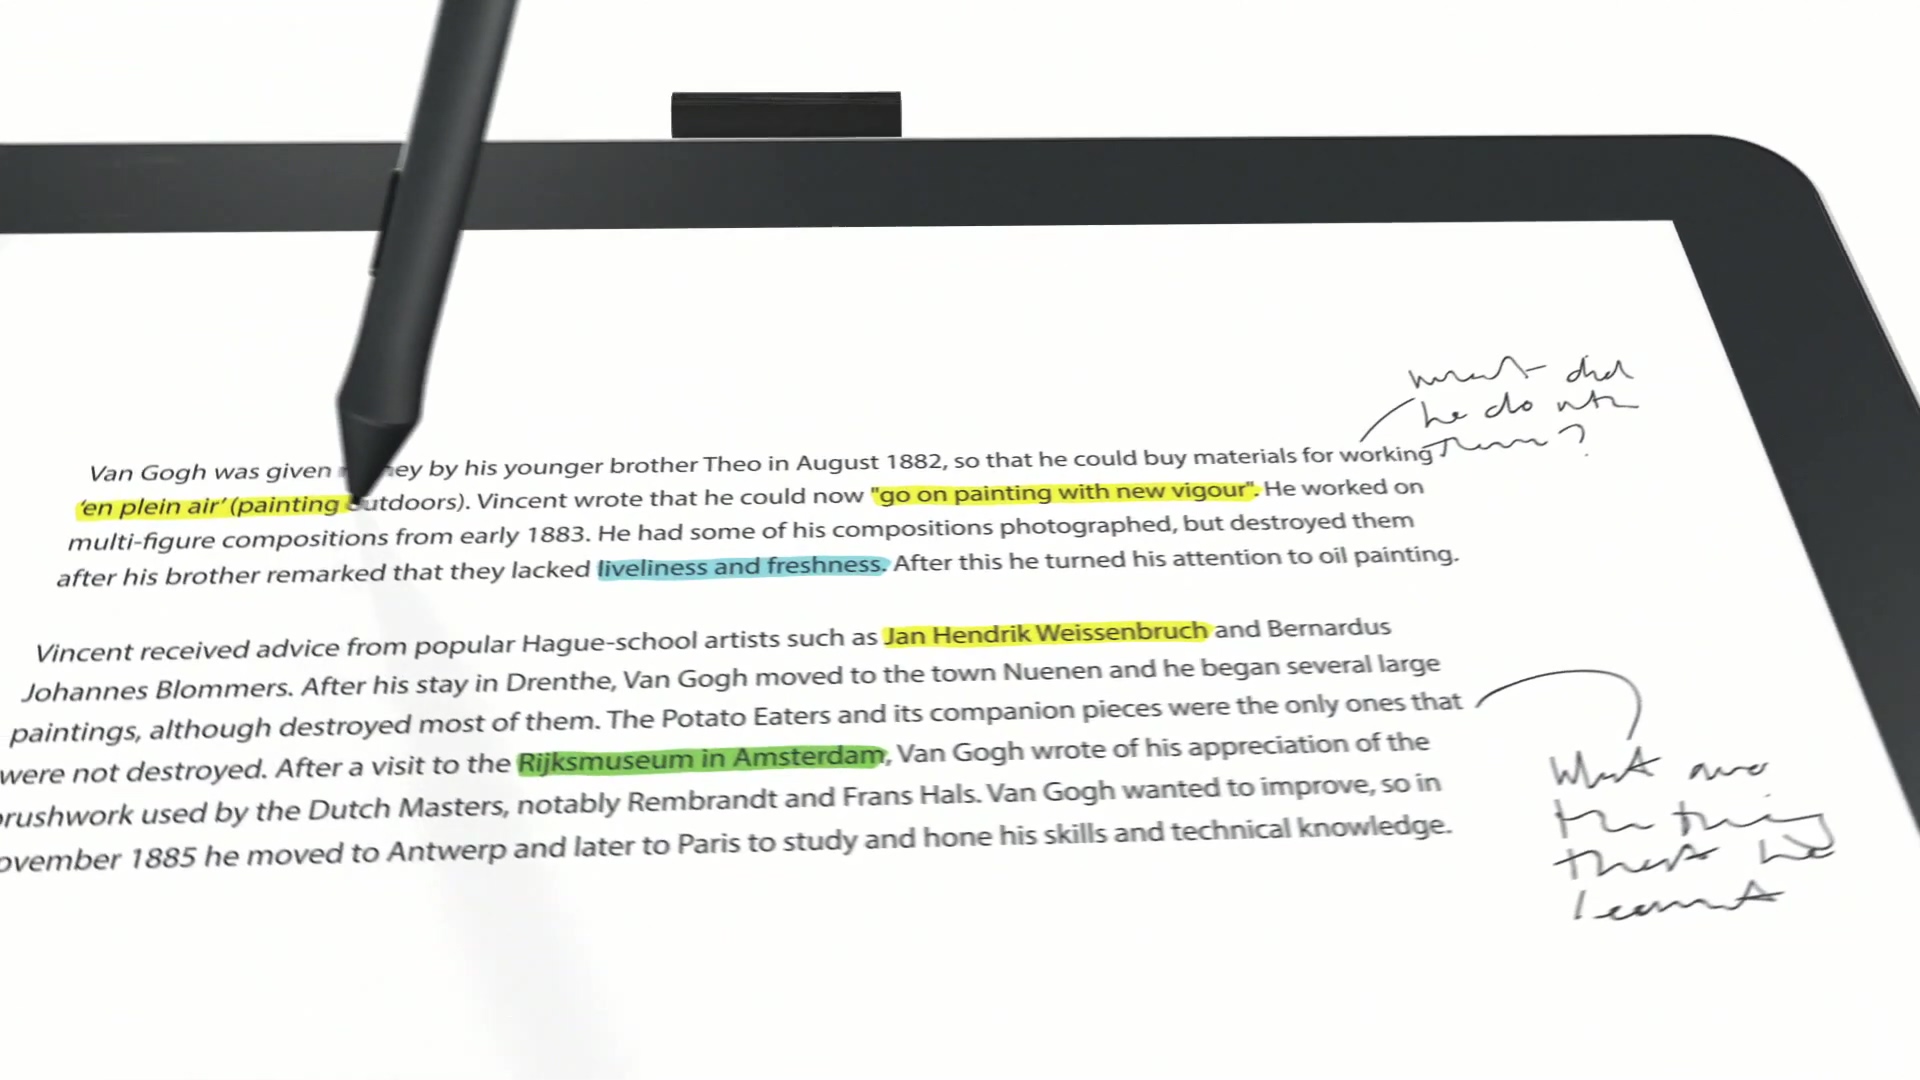 what did
he do with
them?
Van Gogh was given ey by his younger brother Theo in August 1882, so that he could buy materials for working
'en plein air' (painting outdoors). Vincent wrote that he could now "go on painting with new vigour". He worked on
multi-figure compositions from early 1883. He had some of his compositions photographed, but destroyed them
after his brother remarked that they lacked liveliness and freshness. After this he turned his attention to oil painting.
Vincent received advice from popular Hague-school artists such as Jan Hendrik Weissenbruch and Bernardus
Johannes Blommers. After his stay in Drenthe, Van Gogh moved to the town Nuenen and he began several large
paintings, although destroyed most of them. The Potato Eaters and its companion pieces were the only ones that
were not destroyed. After a visit to the Rijksmuseum in Amsterdam, Van Gogh wrote of his appreciation of the
rushwork used by the Dutch Masters, notably Rembrandt and Frans Hals. Van Gogh wanted to improve, so in
ovember 1885 he moved to Antwerp and later to Paris to study and hone his skills and technical knowledge.
What are
the thing
that he
learnt